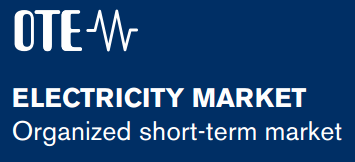 OTE
ELECTRICITY MARKET
Organized short-term market